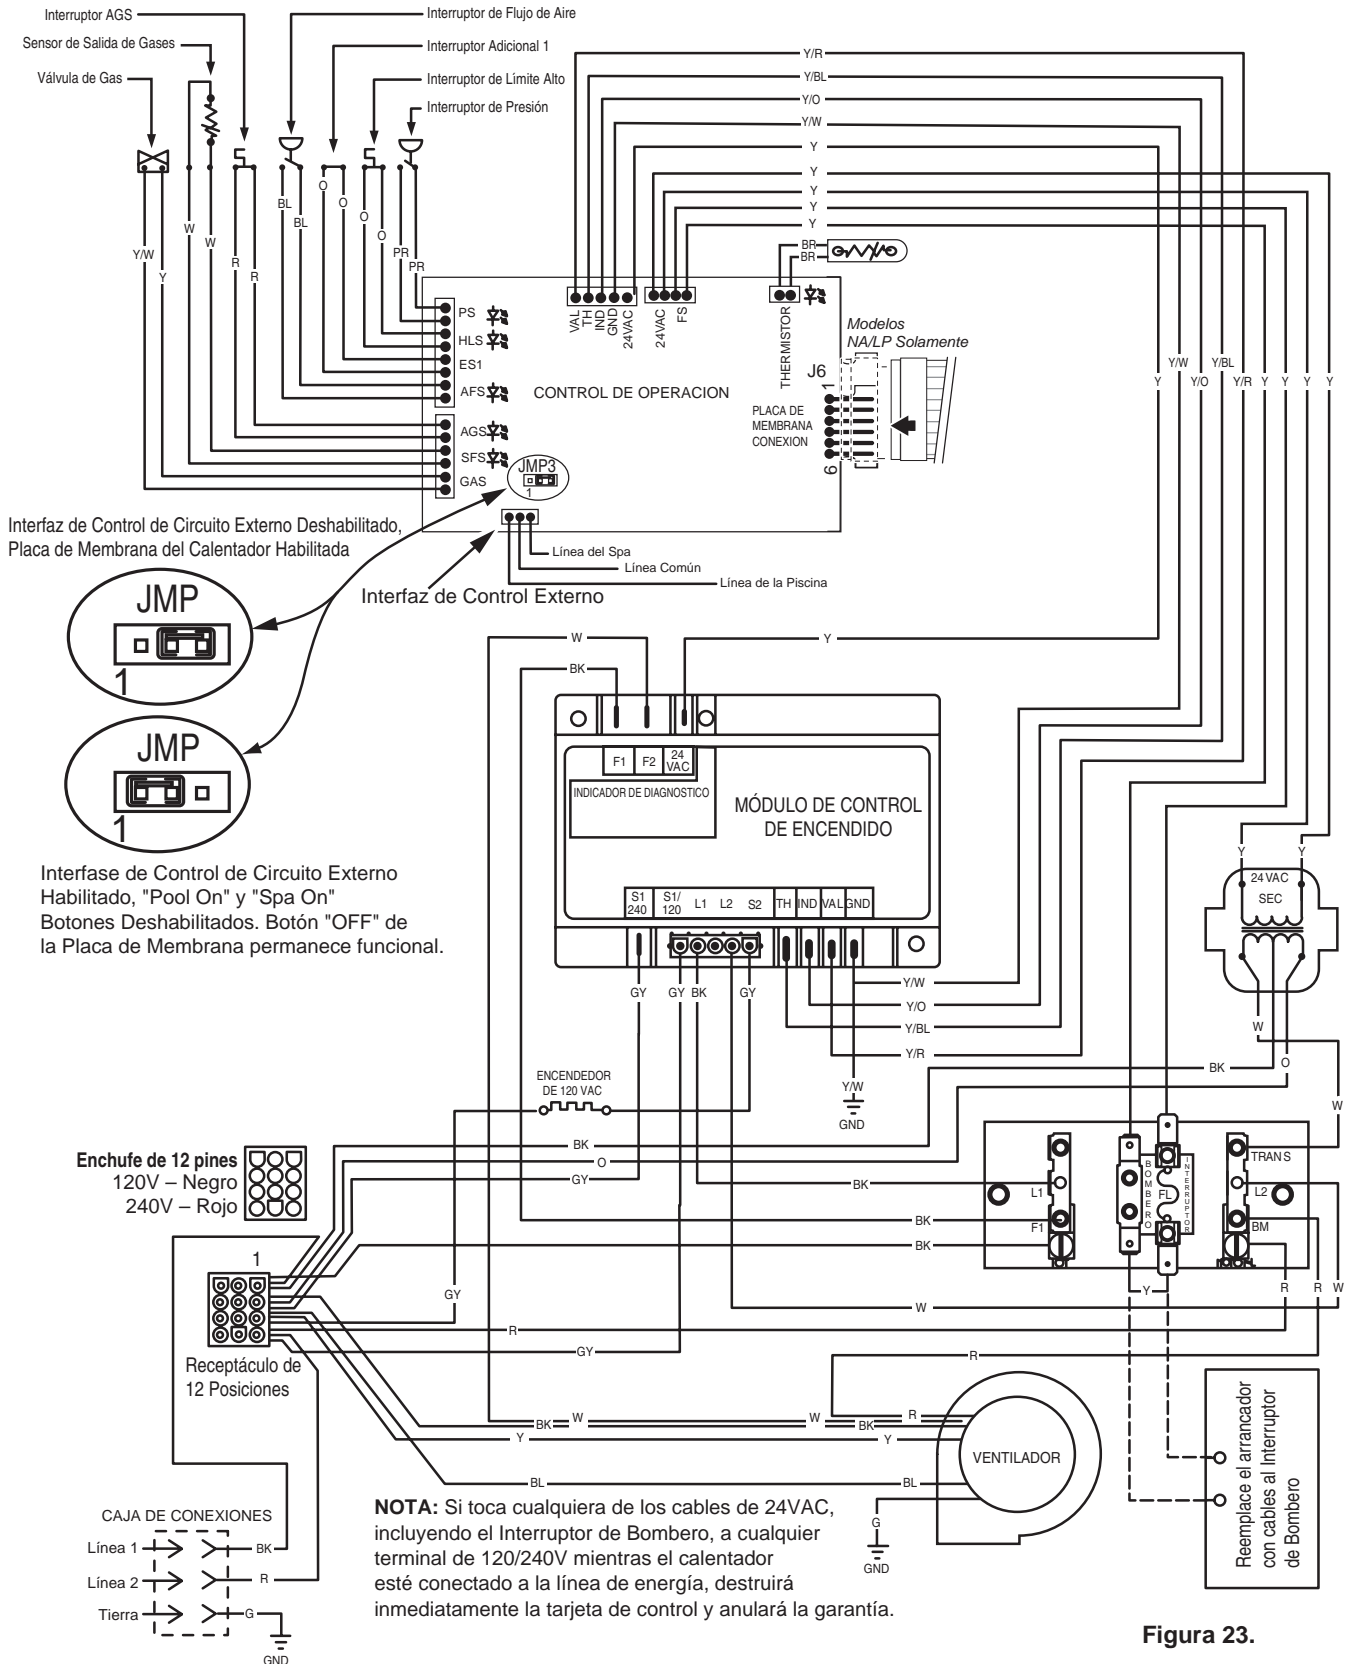 Interruptor AGS
Sensor de Salida de Gases
Válvula de Gas
Interruptor de Flujo de Aire
Interruptor Adicional 1
Interruptor de Límite Alto
Interruptor de Presión
Y/R
Y/BL
Y/O
Y/W
Y
Y
Y
Y
Y
Y/W
Y
W
W
R
R
BL
BL
O
O
O
O
PR
PR
BR
BR
PS
HLS
ES1
AFS
AGS
SFS
GAS
VAL
TH
IND
GND
24VAC
24VAC
FS
THERMISTOR
CONTROL DE OPERACION
Modelos
NA/LP Solamente
J6
1
6
PLACA DE
MEMBRANA
CONEXION
JMP3
1
Y
Y/W
Y/O
Y/BL
Y/R
Y
Y
Y
Y
Línea del Spa
Línea Común
Línea de la Piscina
Interfaz de Control Externo
Interfaz de Control de Circuito Externo Deshabilitado,
Placa de Membrana del Calentador Habilitada
JMP
1
JMP
1
Interfase de Control de Circuito Externo
Habilitado, "Pool On" y "Spa On"
Botones Deshabilitados. Botón "OFF" de
la Placa de Membrana permanece funcional.
W
BK
Y
F1
F2
24
VAC
INDICADOR DE DIAGNOSTICO
MÓDULO DE CONTROL
DE ENCENDIDO
S1
240
S1/
120
L1
L2
S2
TH
IND
VAL
GND
GY
GY
BK
GY
Y/W
Y/O
Y/BL
Y/R
Y/W
GND
Y
Y
24 VAC
SEC
W
O
BK
W
ENCENDEDOR
DE 120 VAC
Enchufe de 12 pines
120V – Negro
240V – Rojo
BK
O
GY
BK
BK
BK
L1
F1
BOMBERO
FL
INTERRUPTOR
TRANS
L2
BM
1
Receptáculo de
12 Posiciones
GY
W
R
GY
Y
R
R
W
R
R
BK
W
W
BK
Y
Y
BL
BL
VENTILADOR
G
GND
Reemplace el arrancador
con cables al Interruptor
de Bombero
CAJA DE CONEXIONES
Línea 1
BK
Línea 2
R
Tierra
G
GND
NOTA: Si toca cualquiera de los cables de 24VAC,
incluyendo el Interruptor de Bombero, a cualquier
terminal de 120/240V mientras el calentador
esté conectado a la línea de energía, destruirá
inmediatamente la tarjeta de control y anulará la garantía.
Figura 23.